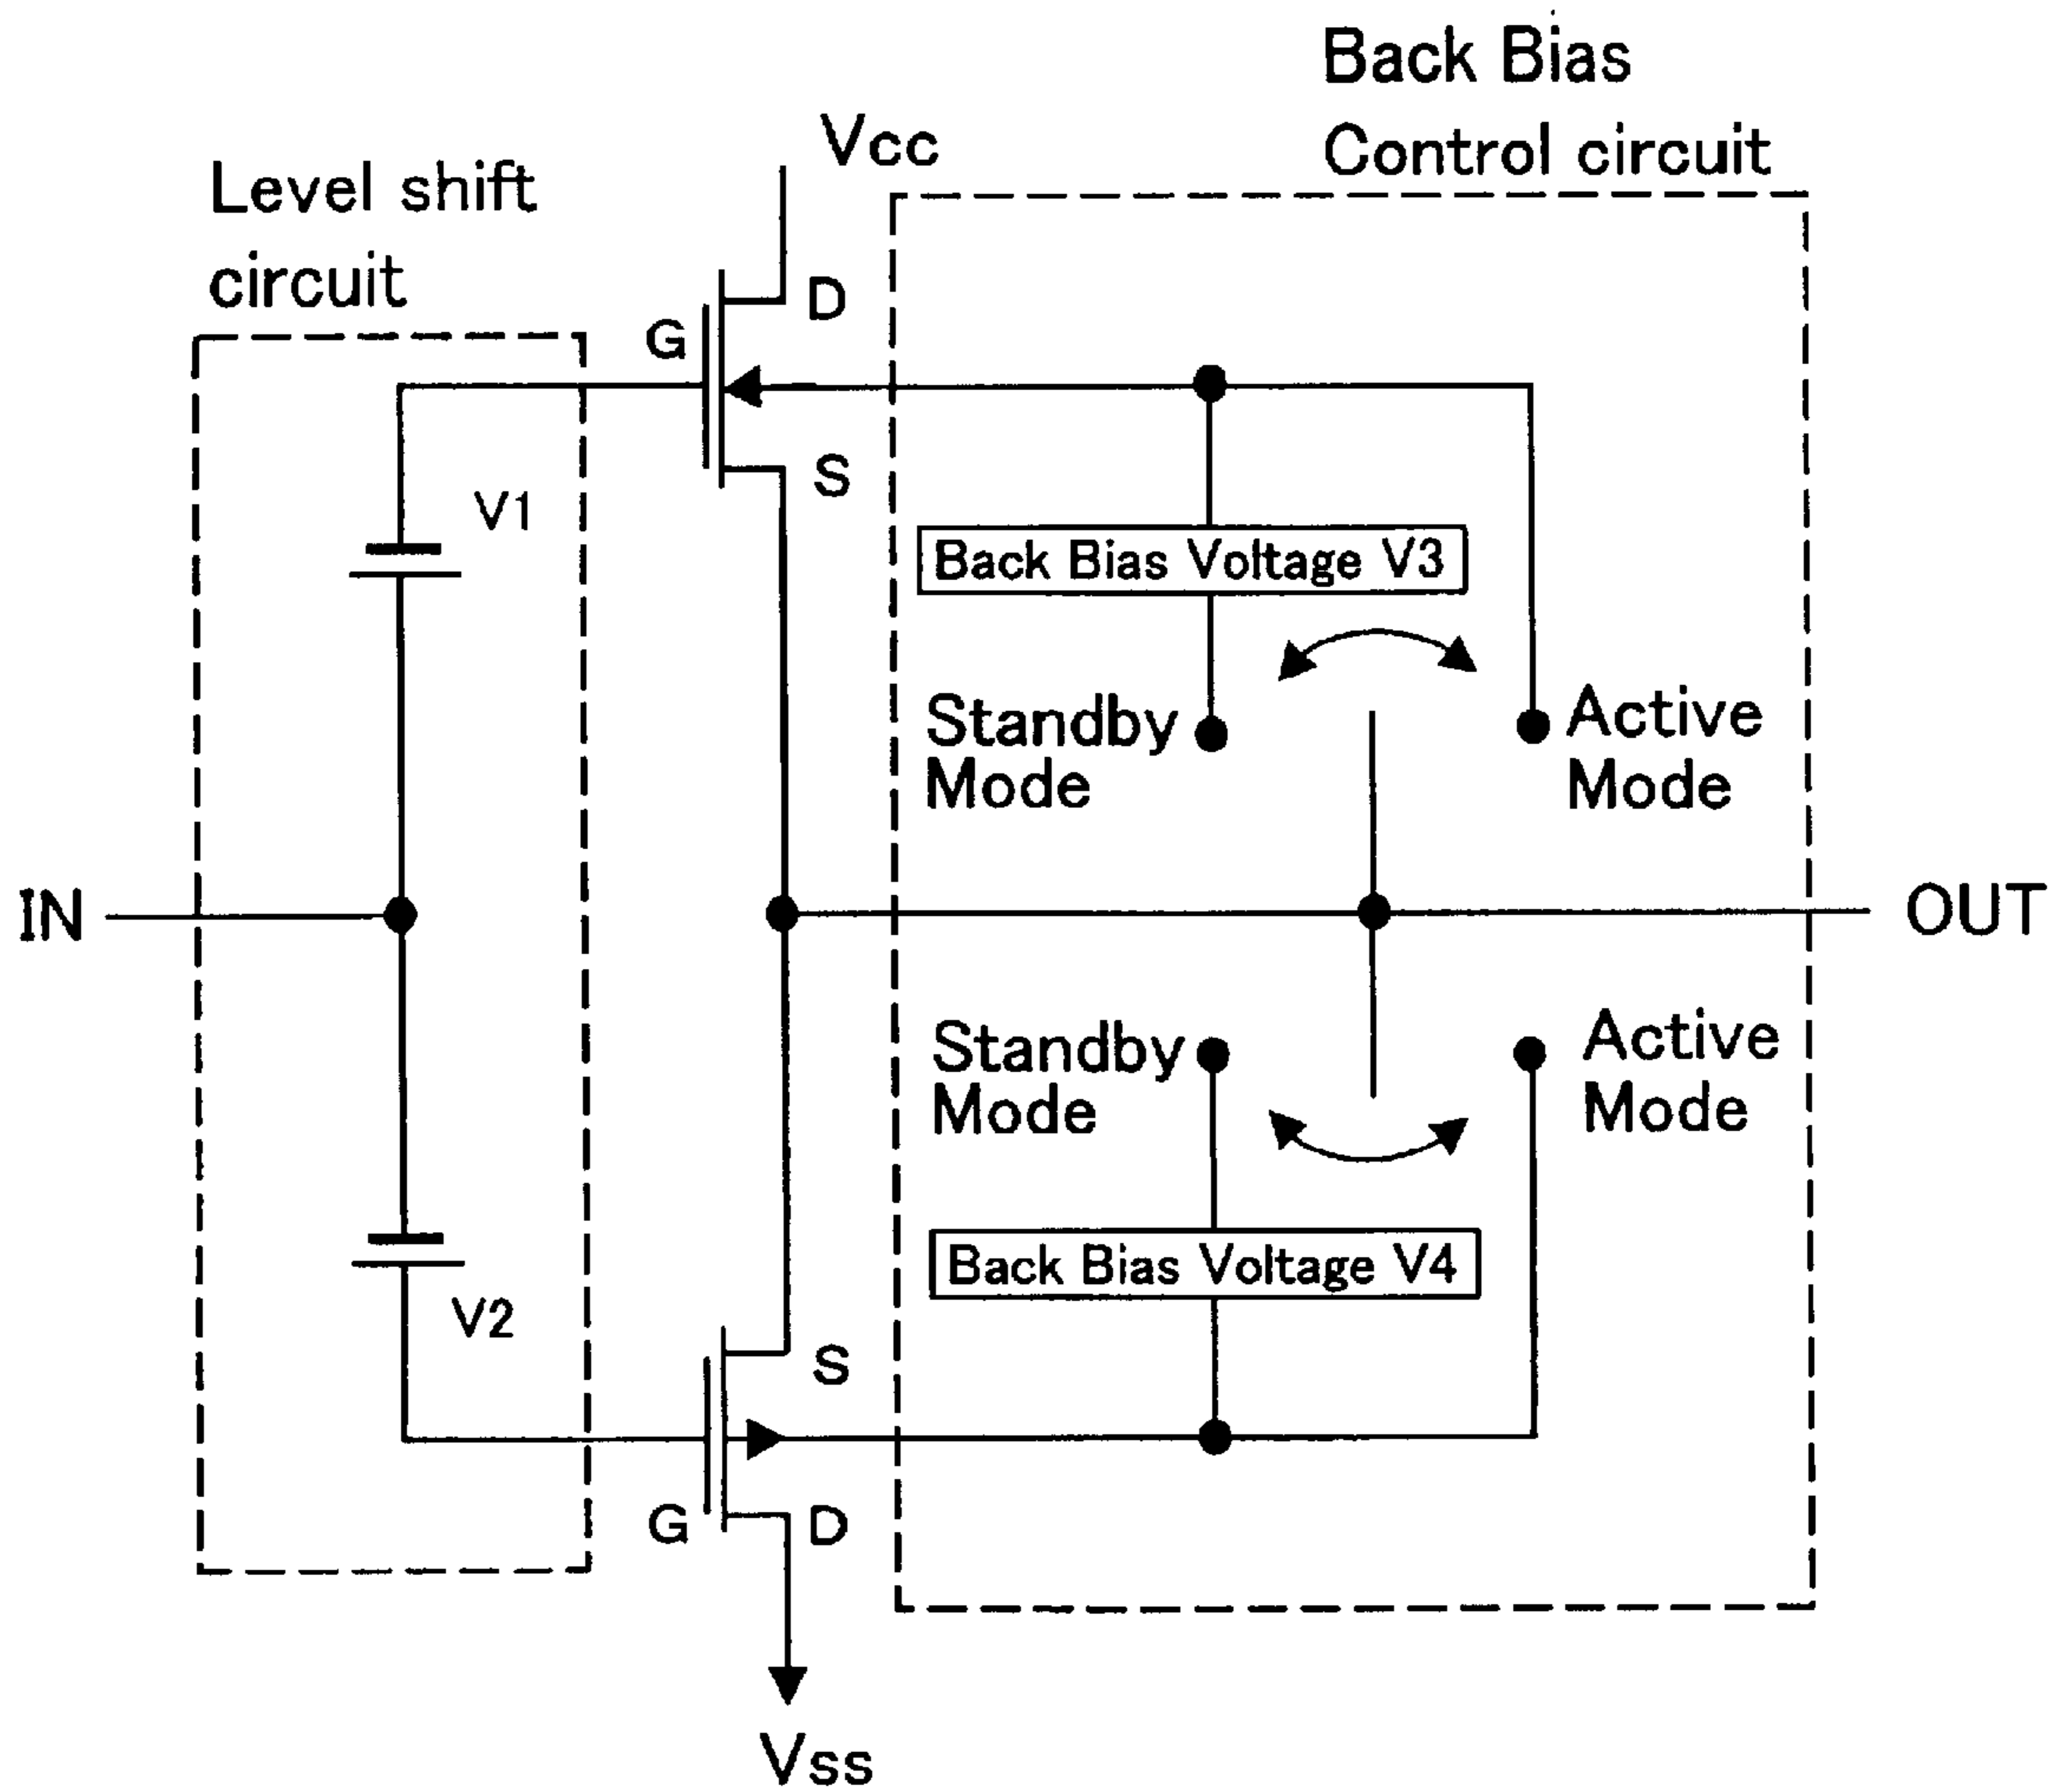 Back Bias
Control circuit
Vcc
Level shift
circuit
D
G
S
V1
Back Bias Voltage V3
Standby
Mode
Active
Mode
IN
OUT
Standby
Mode
Active
Mode
Back Bias Voltage V4
V2
S
G
D
Vss